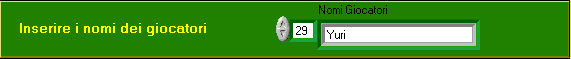 Nomi Giocatori
Inserire i nomi dei giocatori
29
Yuri